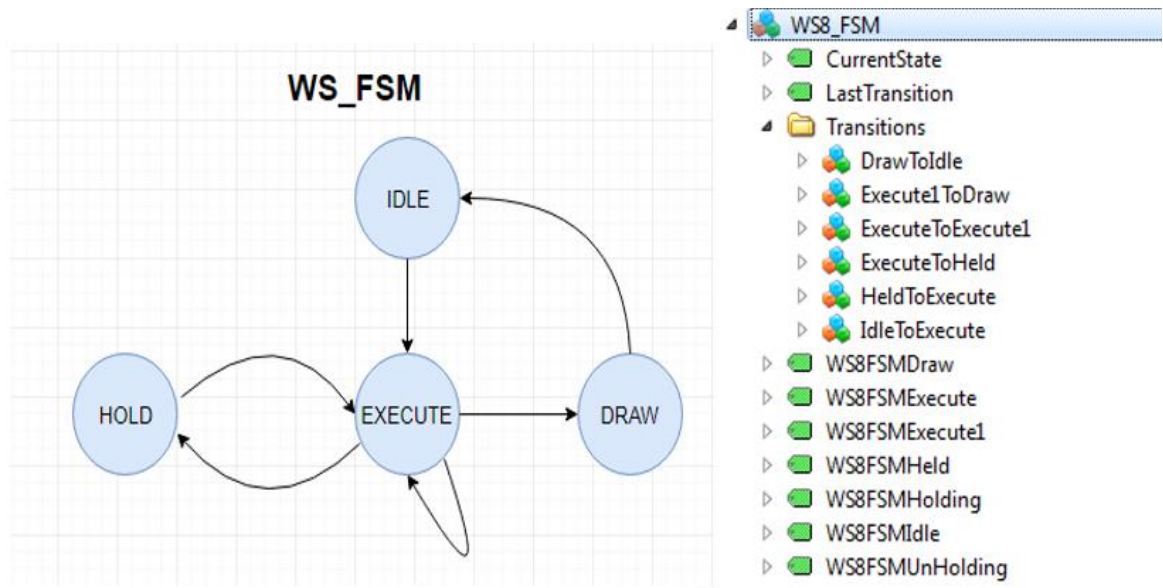 WS_FSM
IDLE
HOLD
EXECUTE
DRAW
WS8_FSM
CurrentState
LastTransition
Transitions
DrawToIdle
Execute1ToDraw
ExecuteToExecute1
ExecuteToHeld
HeldToExecute
IdleToExecute
WS8FSMDraw
WS8FSMExecute
WS8FSMExecute1
WS8FSMHeld
WS8FSMHolding
WS8FSMIdle
WS8FSMUnHolding